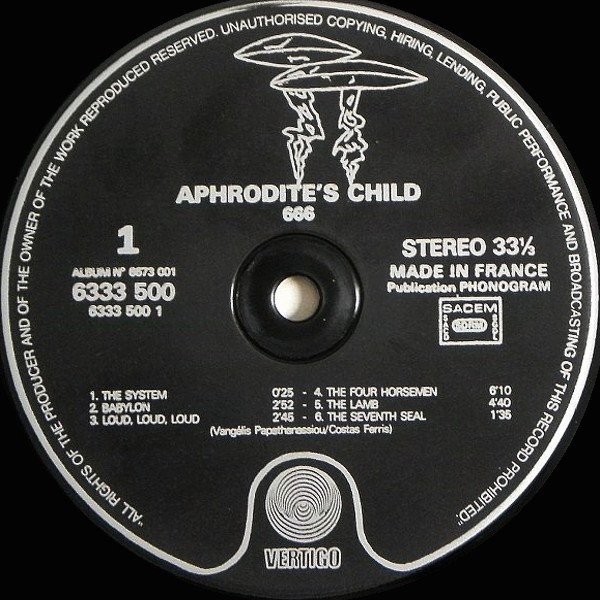 "ALL RIGHTS OF THE PRODUCER AND OF THE OWNER OF THE WORK REPRODUCED RESERVED. UNAUTHORISED COPYING, HIRING, LENDING, PUBLIC PERFORMANCE AND BROADCASTING OF THIS RECORD PROHIBITED."
APHRODITE'S CHILD
666
1
ALBUM N° 6673 001
6333 500
6333 500 1
STEREO 33⅓
MADE IN FRANCE
Publication PHONOGRAM
SACEM
1. THE SYSTEM 0'25 - 4. THE FOUR HORSEMEN 6'10
2. BABYLON 2'52 - 5. THE LAMB 4'40
3. LOUD, LOUD, LOUD 2'45 - 6. THE SEVENTH SEAL 1'35
(Vangélis Papathanassiou/Costas Ferris)
VERTIGO